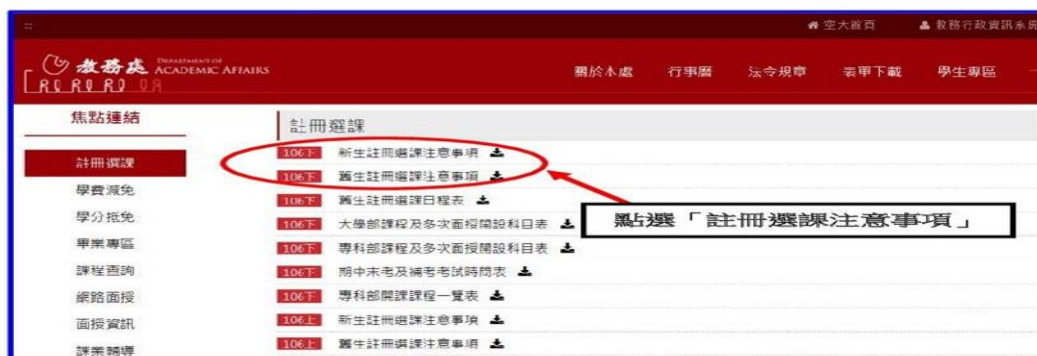 空大首頁 教務行政資訊系統
教務處 DEPARTMENT OF ACADEMIC AFFAIRS
關於本處 行事曆 法令規章 表單下載 學生專區
焦點連結
註冊選課
學費減免
學分抵免
畢業專區
課程查詢
網路面授
面授資訊
課業輔導
註冊選課
106下 新生註冊選課注意事項
106下 舊生註冊選課注意事項
106下 舊生註冊選課日程表
106下 大學部課程及多次面授開設科目表
106下 專科部課程及多次面授開設科目表
106下 期中末考及補考考試時間表
106下 專科部開課課程一覽表
106上 新生註冊選課注意事項
106上 舊生註冊選課注意事項
點選「註冊選課注意事項」